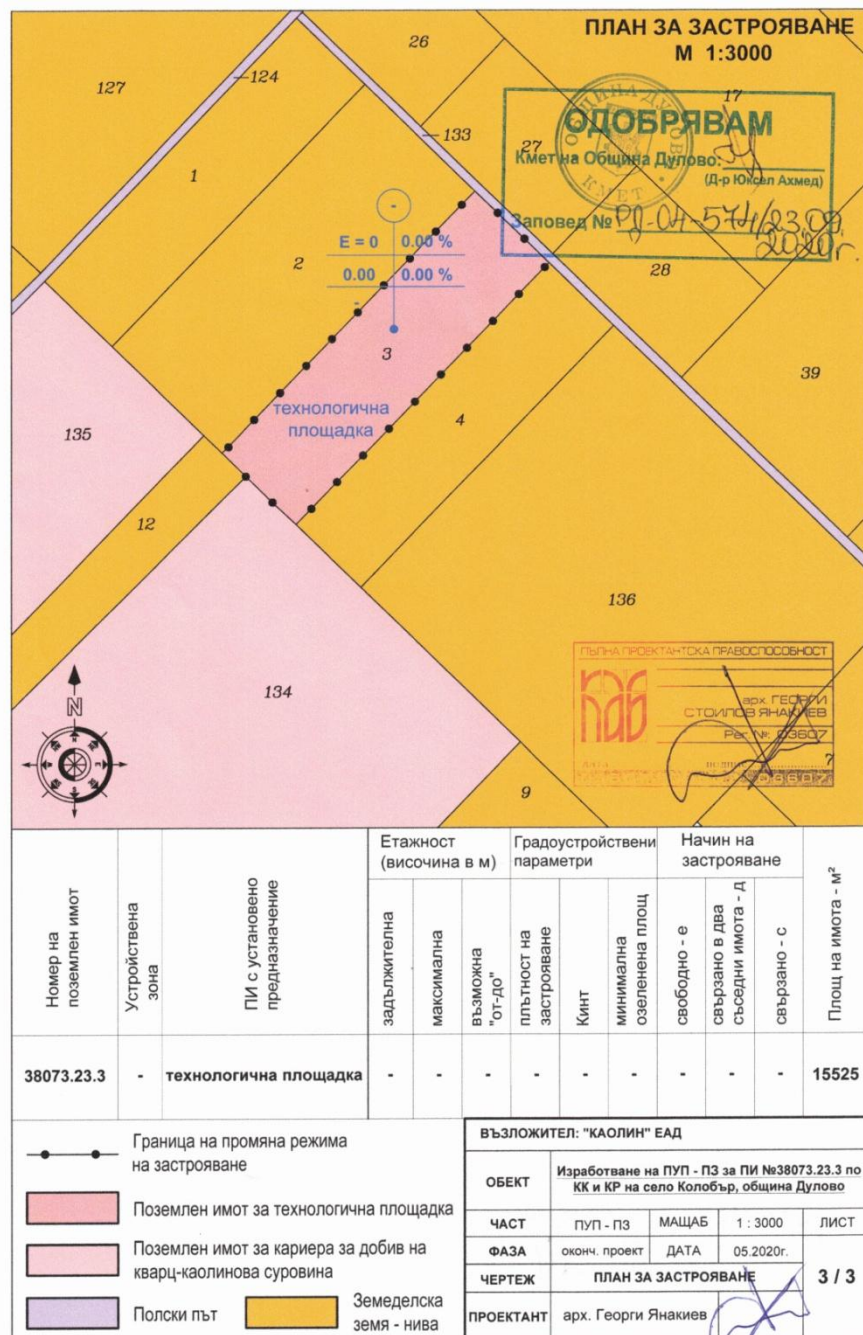 ПЛАН ЗА ЗАСТРОЯВАНЕ
М 1:3000
26
127
124
17
ОБЩИНА ДУЛОВО
КМЕТ
ОДОБРЯВАМ
133
27
Кмет на Община Дулово:
(Д-р Юксел Ахмед)
1
Заповед № РД-04-574/23.09.
2020г.
-
E = 0 0.00 %
0.00 0.00 %
-
2
28
3
39
технологична
площадка
4
135
12
136
134
N
ПЪЛНА ПРОЕКТАНТСКА ПРАВОСПОСОБНОСТ
арх. ГЕОРГИ
СТОИЛОВ ЯНАКИЕВ
Рег. №: 03607
7
03607
9
Номер на
поземлен имот
Устройствена
зона
ПИ с установено
предназначение
Етажност
(височина в м)
задължителна
максимална
възможна
"от-до"
Градоустройствени
параметри
плътност на
застрояване
Кинт
минимална
озеленена площ
Начин на
застрояване
свободно - е
свързано в два
съседни имота - д
свързано - с
Площ на имота - м²
38073.23.3 - технологична площадка - - - - - - - - - 15525
Граница на промяна режима
на застрояване
Поземлен имот за технологична площадка
Поземлен имот за кариера за добив на
кварц-каолинова суровина
Полски път
Земеделска
земя - нива
ВЪЗЛОЖИТЕЛ: "КАОЛИН" ЕАД
ОБЕКТ
Изработване на ПУП - ПЗ за ПИ №38073.23.3 по
КК и КР на село Колобър, община Дулово
ЧАСТ ПУП - ПЗ МАЩАБ 1 : 3000 ЛИСТ
ФАЗА оконч. проект ДАТА 05.2020г.
ЧЕРТЕЖ ПЛАН ЗА ЗАСТРОЯВАНЕ 3 / 3
ПРОЕКТАНТ арх. Георги Янакиев